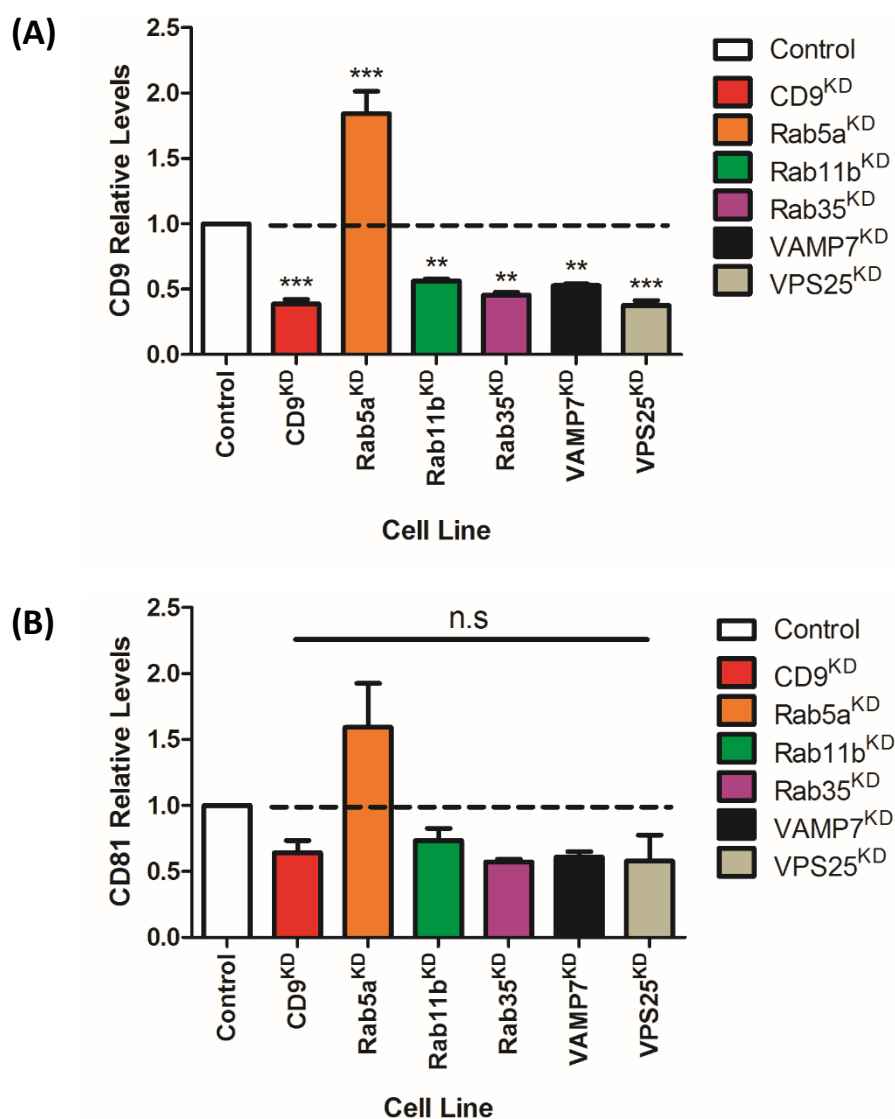 (A)
CD9 Relative Levels
2.5
2.0
1.5
1.0
0.5
0.0
***
***
**
**
**
***
Control
CD9KD
Rab5aKD
Rab11bKD
Rab35KD
VAMP7KD
VPS25KD
Cell Line
Control
CD9KD
Rab5aKD
Rab11bKD
Rab35KD
VAMP7KD
VPS25KD
(B)
CD81 Relative Levels
2.5
2.0
1.5
1.0
0.5
0.0
n.s
Control
CD9KD
Rab5aKD
Rab11bKD
Rab35KD
VAMP7KD
VPS25KD
Cell Line
Control
CD9KD
Rab5aKD
Rab11bKD
Rab35KD
VAMP7KD
VPS25KD